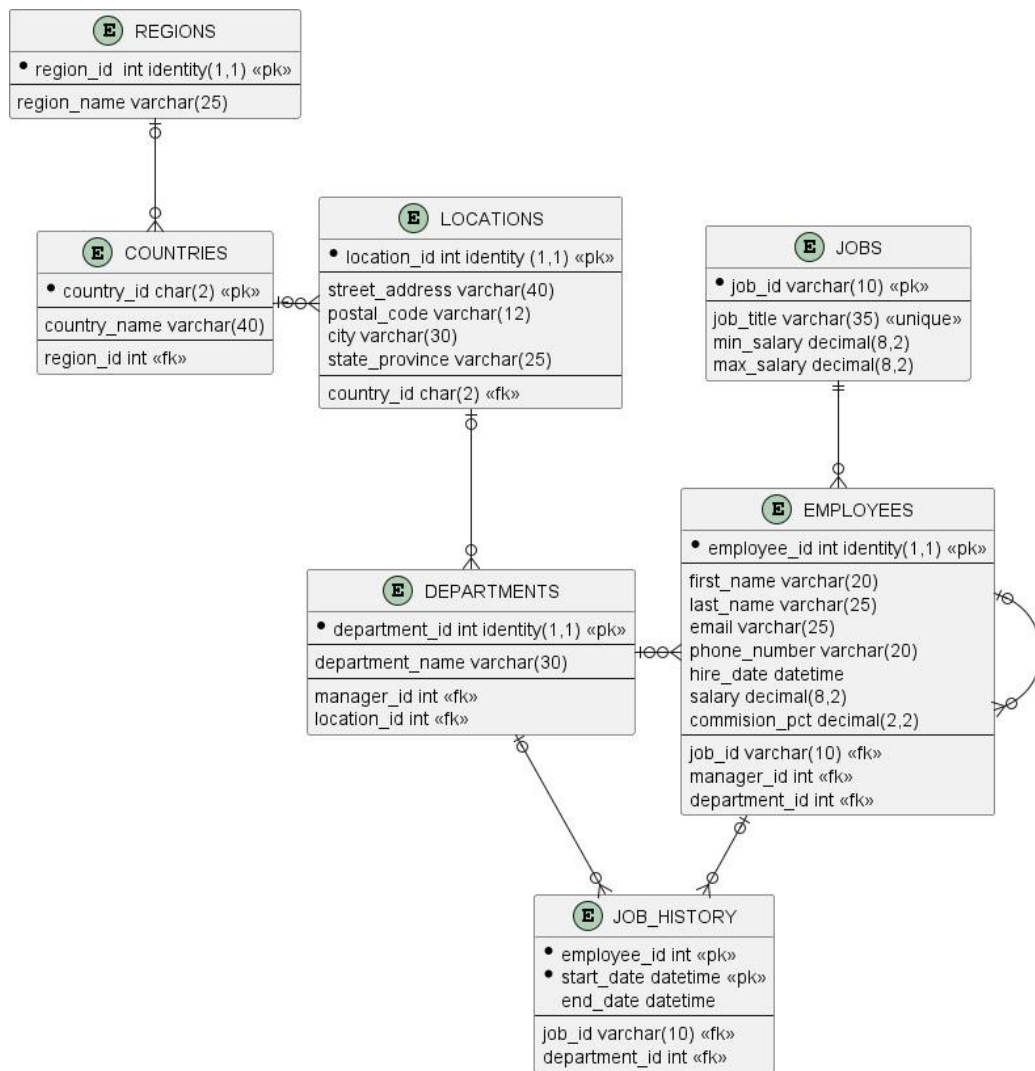 E REGIONS
• region_id int identity(1,1) «pk»
region_name varchar(25)
E COUNTRIES
• country_id char(2) «pk»
country_name varchar(40)
region_id int «fk»
E LOCATIONS
• location_id int identity (1,1) «pk»
street_address varchar(40)
postal_code varchar(12)
city varchar(30)
state_province varchar(25)
country_id char(2) «fk»
E JOBS
• job_id varchar(10) «pk»
job_title varchar(35) «unique»
min_salary decimal(8,2)
max_salary decimal(8,2)
E EMPLOYEES
• employee_id int identity(1,1) «pk»
first_name varchar(20)
last_name varchar(25)
email varchar(25)
phone_number varchar(20)
hire_date datetime
salary decimal(8,2)
commision_pct decimal(2,2)
job_id varchar(10) «fk»
manager_id int «fk»
department_id int «fk»
E DEPARTMENTS
• department_id int identity(1,1) «pk»
department_name varchar(30)
manager_id int «fk»
location_id int «fk»
E JOB_HISTORY
• employee_id int «pk»
• start_date datetime «pk»
end_date datetime
job_id varchar(10) «fk»
department_id int «fk»